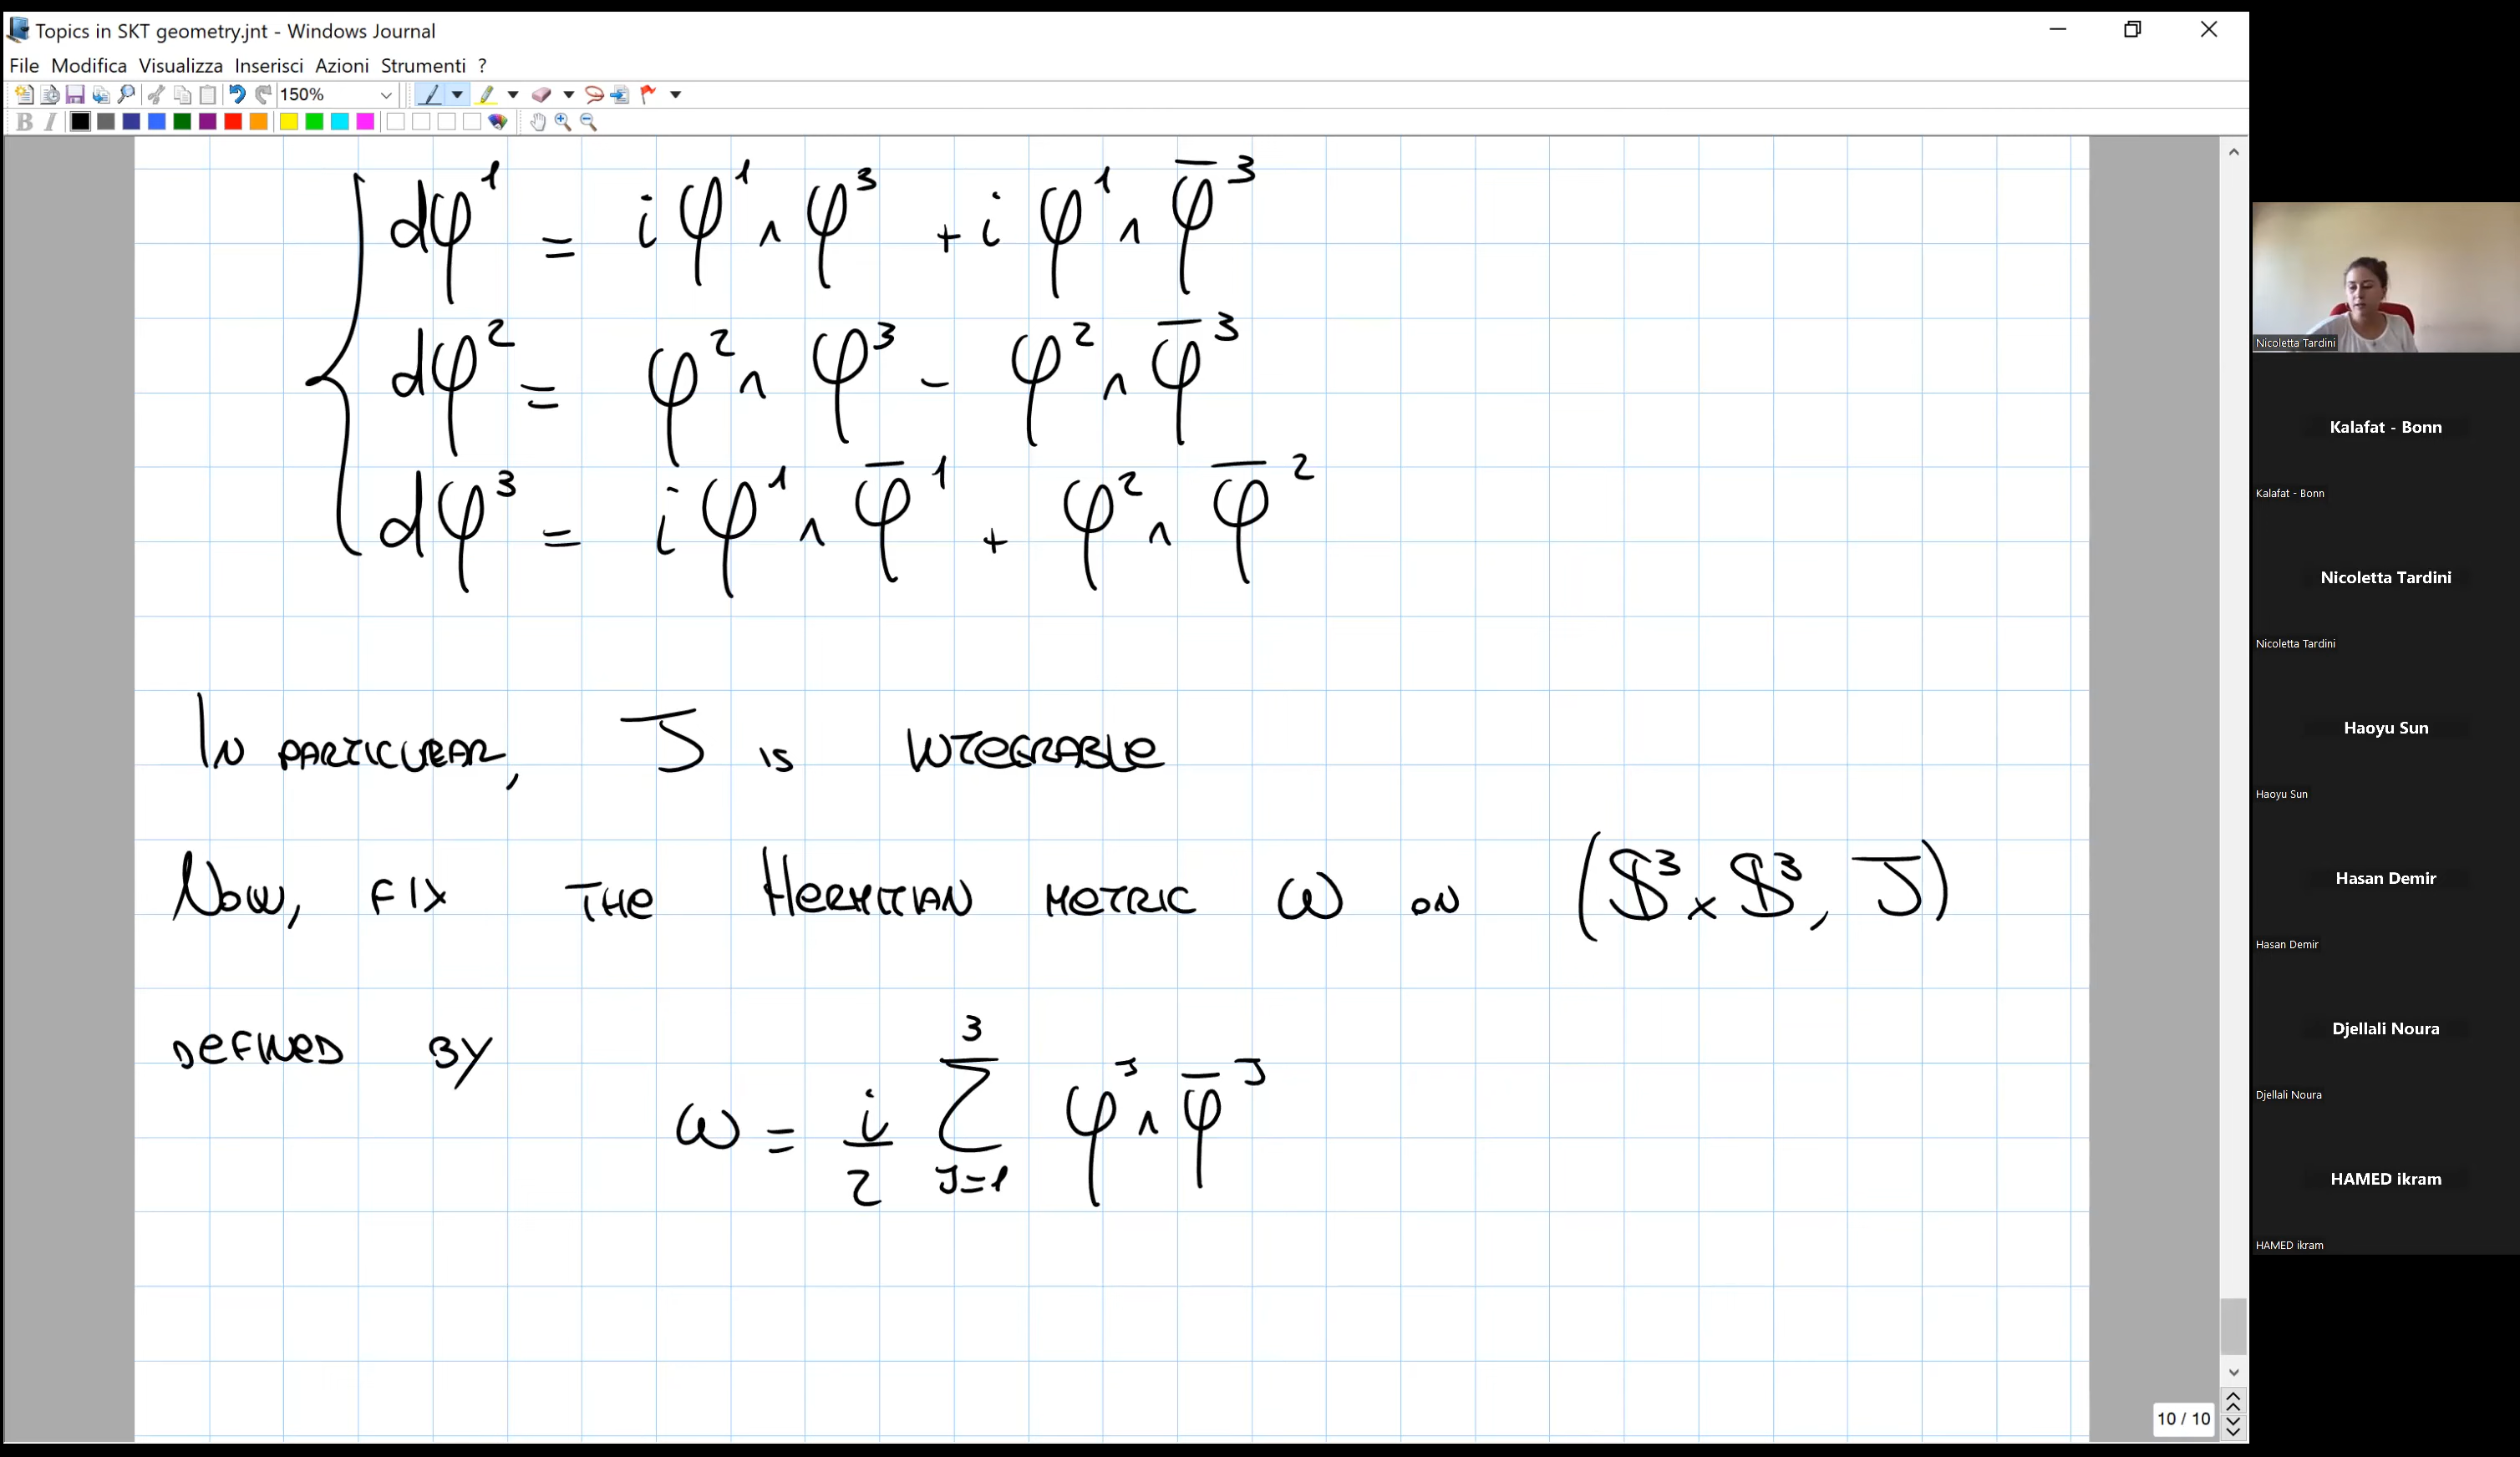 Topics in SKT geometry.jnt - Windows Journal
File Modifica Visualizza Inserisci Azioni Strumenti ?
150%
B I
dφ¹ = i φ¹ ∧ φ³ + i φ¹ ∧ φ̄³
dφ² = φ² ∧ φ³ - φ² ∧ φ̄³
dφ³ = i φ¹ ∧ φ̄¹ + φ² ∧ φ̄²
IN PARTICULAR, J IS INTEGRABLE
NOW, FIX THE HERMITIAN METRIC ω ON (𝕊³ × 𝕊³, J)
DEFINED BY
ω = i/2 ∑_{J=1}^{3} φ^J ∧ φ̄^J
10 / 10
Nicoletta Tardini
Kalafat - Bonn
Kalafat - Bonn
Nicoletta Tardini
Nicoletta Tardini
Haoyu Sun
Haoyu Sun
Hasan Demir
Hasan Demir
Djellali Noura
Djellali Noura
HAMED ikram
HAMED ikram